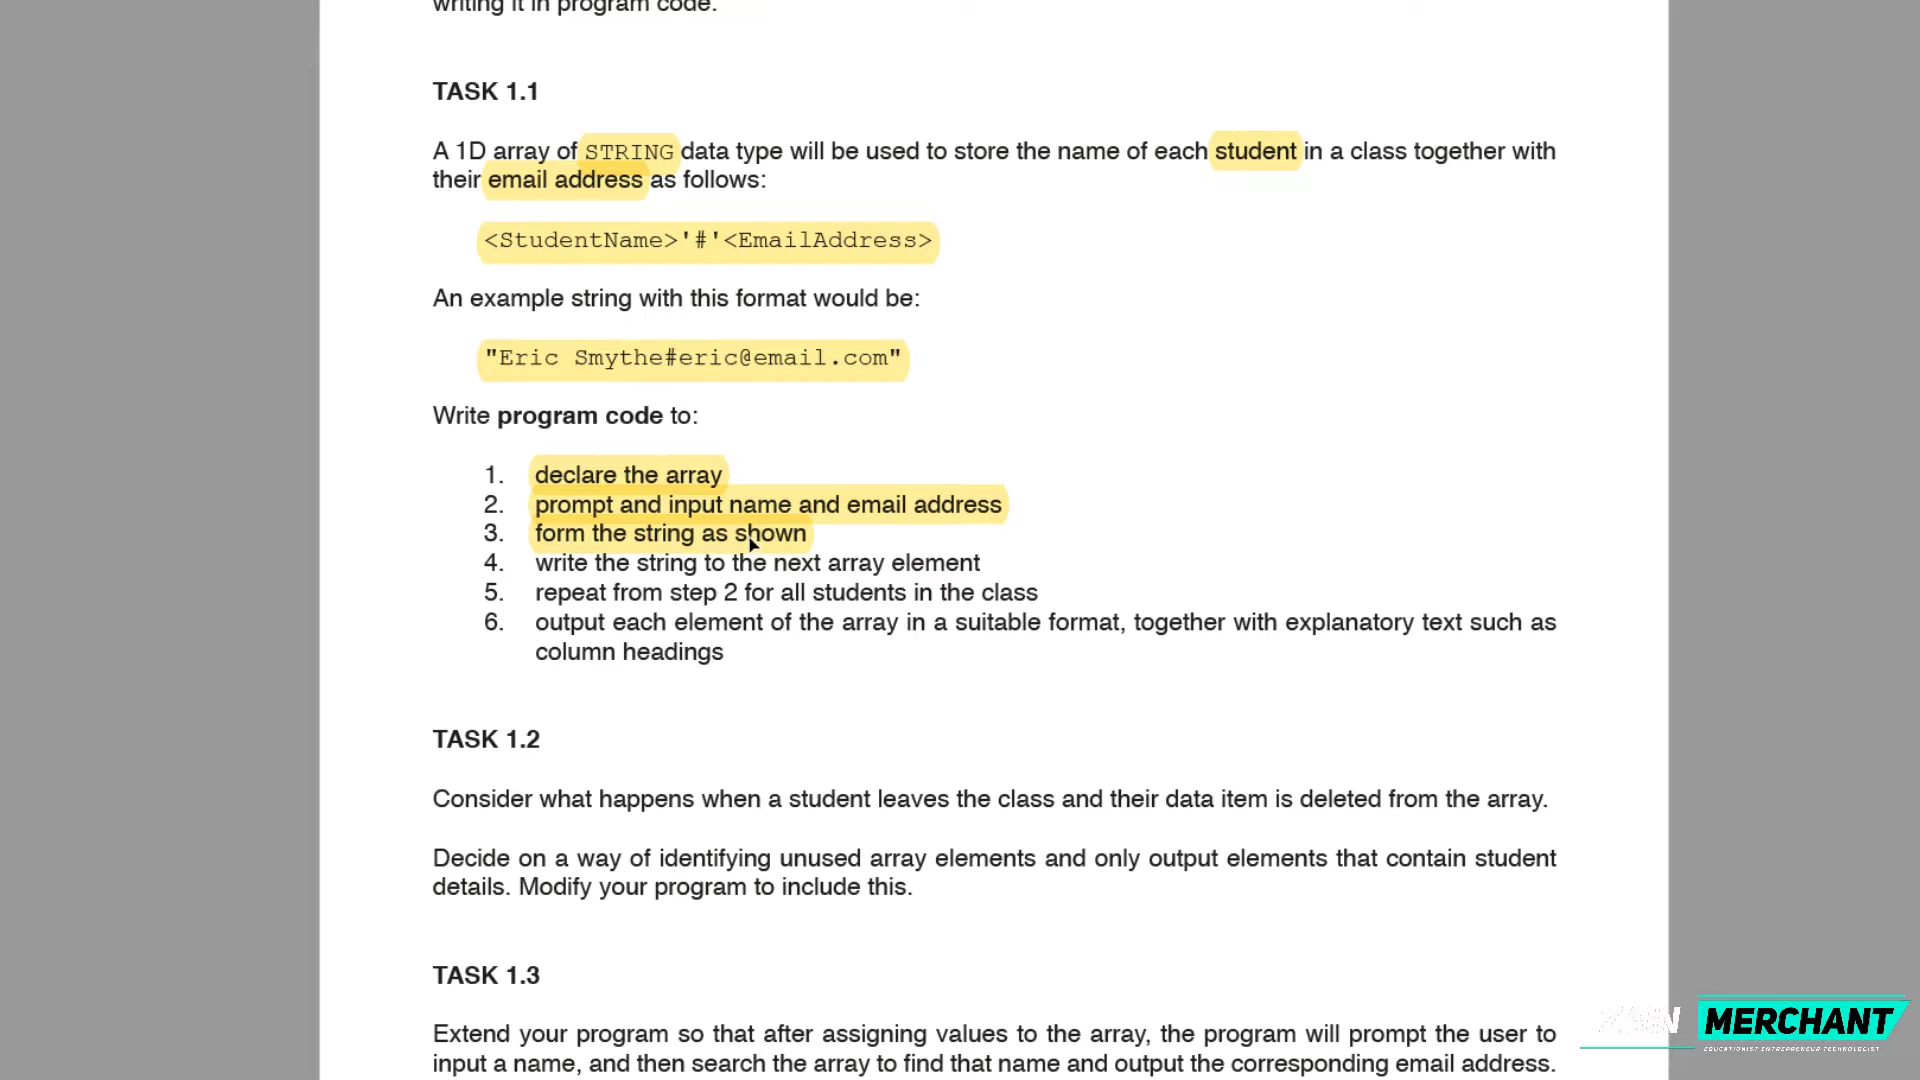 writing it in program code.
TASK 1.1
A 1D array of STRING data type will be used to store the name of each student in a class together with
their email address as follows:
<StudentName>'#'<EmailAddress>
An example string with this format would be:
"Eric Smythe#eric@email.com"
Write program code to:
1. declare the array
2. prompt and input name and email address
3. form the string as shown
4. write the string to the next array element
5. repeat from step 2 for all students in the class
6. output each element of the array in a suitable format, together with explanatory text such as
column headings
TASK 1.2
Consider what happens when a student leaves the class and their data item is deleted from the array.
Decide on a way of identifying unused array elements and only output elements that contain student
details. Modify your program to include this.
TASK 1.3
Extend your program so that after assigning values to the array, the program will prompt the user to
input a name, and then search the array to find that name and output the corresponding email address.
ZAIN MERCHANT
EDUCATIONIST ENTREPRENEUR TECHNOLOGIST